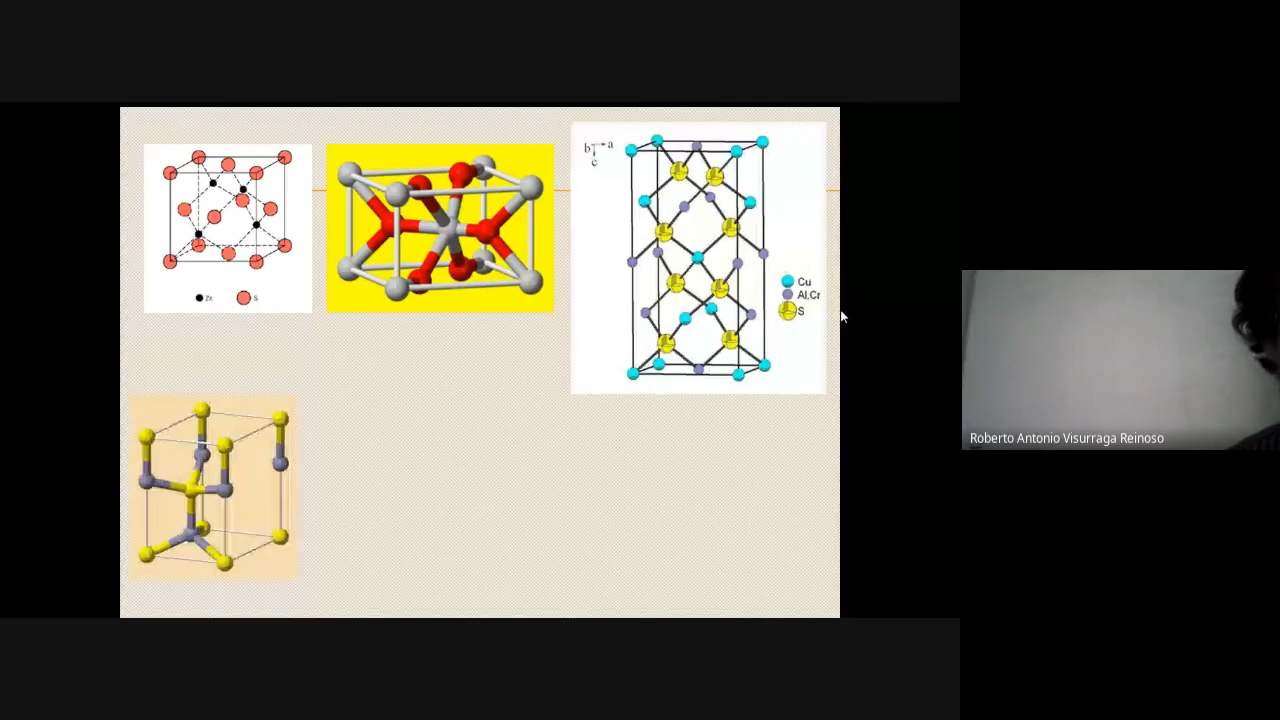 b a
c
Zn S
Cu
Al,Cr
S
Roberto Antonio Visurraga Reinoso